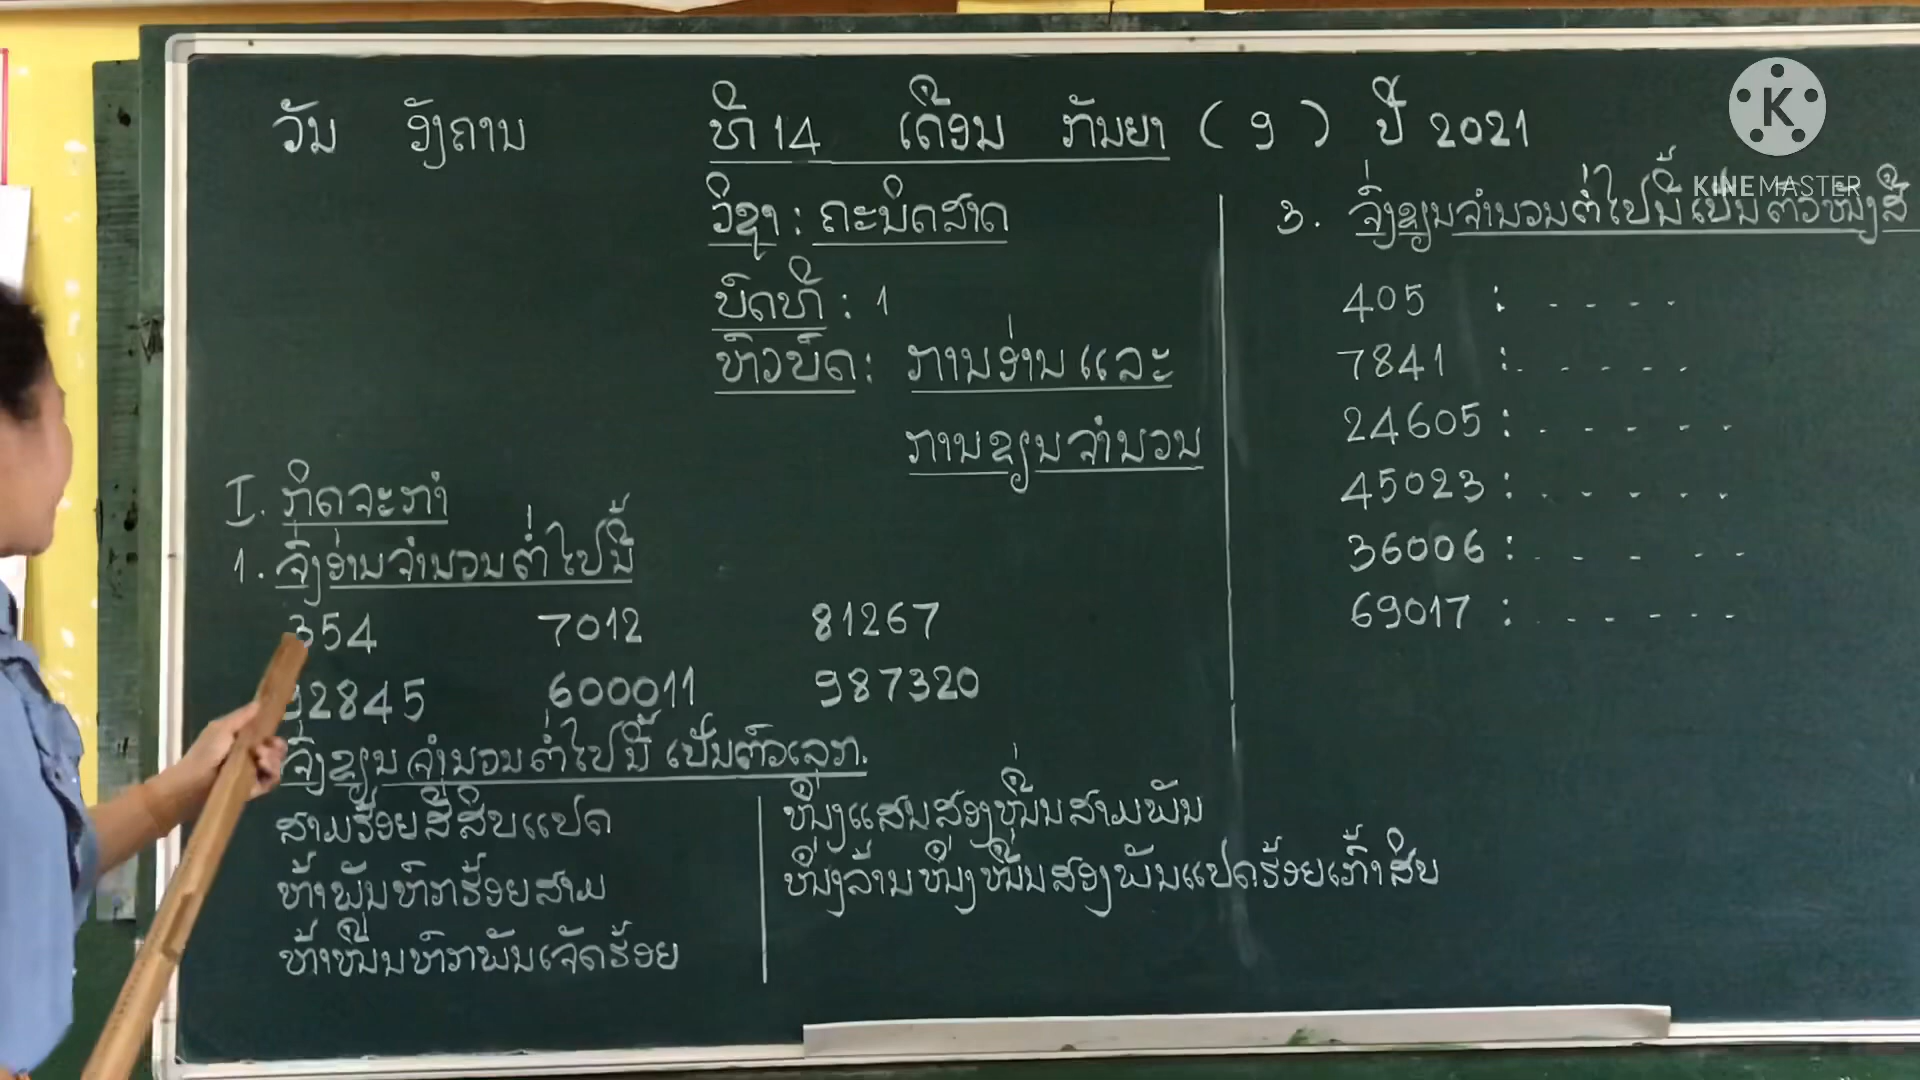 ວັນ ອັງຄານ ທີ 14 ເດືອນ ກັນຍາ ( 9 ) ປີ 2021
ວິຊາ : ຄະນິດສາດ
ບົດທີ : 1
ຫົວບົດ : ການອ່ານ ແລະ
ການຂຽນຈຳນວນ
I. ກິດຈະກຳ
1. ຈົ່ງອ່ານຈຳນວນຕໍ່ໄປນີ້
354 7012 81267
92845 600011 987320
ຈົ່ງຂຽນຈຳນວນຕໍ່ໄປນີ້ ເປັນຕົວເລກ.
ສາມຮ້ອຍສີ່ສິບແປດ
ຫ້າພັນຫົກຮ້ອຍສາມ
ຫ້າໝື່ນຫົກພັນເຈັດຮ້ອຍ
ໜຶ່ງແສນສອງໝື່ນສາມພັນ
ໜຶ່ງລ້ານໜຶ່ງໝື່ນສອງພັນແປດຮ້ອຍເກົ້າສິບ
3. ຈົ່ງຂຽນຈຳນວນຕໍ່ໄປນີ້ເປັນຕົວໜັງສື
405 : - - - -
7841 : - - - - -
24605 : - - - - -
45023 : - - - - -
36006 : - - - - -
69017 : - - - - - -
K
KINEMASTER